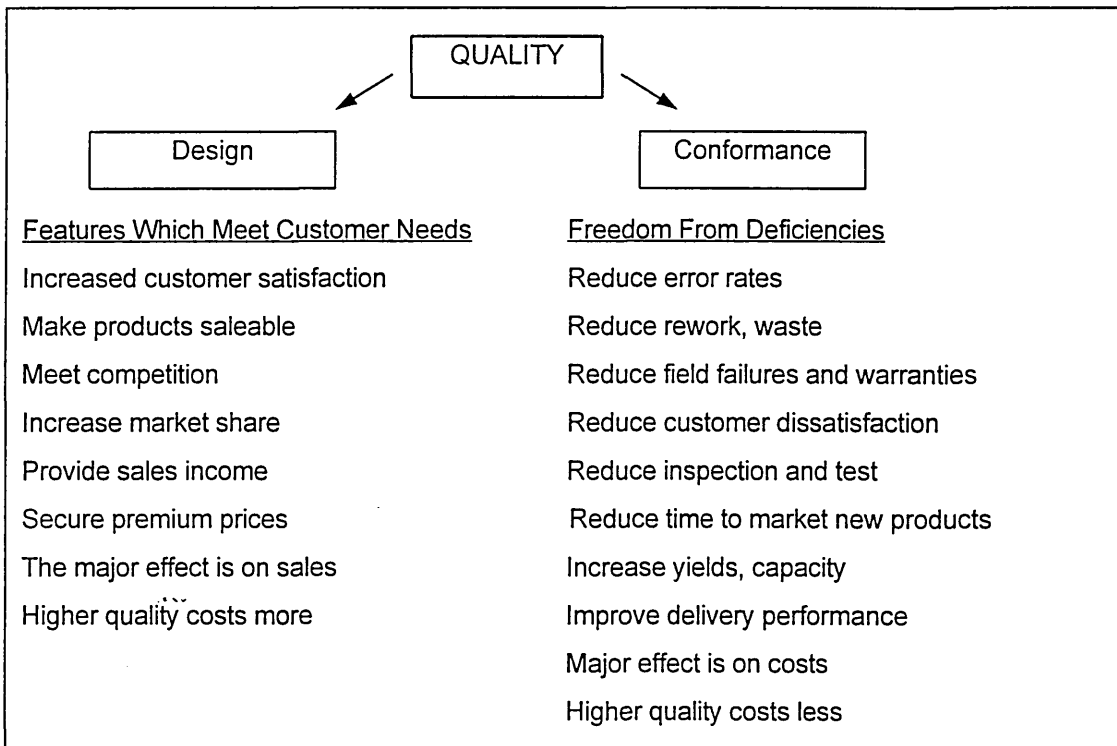 QUALITY
Design
Conformance
Features Which Meet Customer Needs
Increased customer satisfaction
Make products saleable
Meet competition
Increase market share
Provide sales income
Secure premium prices
The major effect is on sales
Higher quality costs more
Freedom From Deficiencies
Reduce error rates
Reduce rework, waste
Reduce field failures and warranties
Reduce customer dissatisfaction
Reduce inspection and test
Reduce time to market new products
Increase yields, capacity
Improve delivery performance
Major effect is on costs
Higher quality costs less